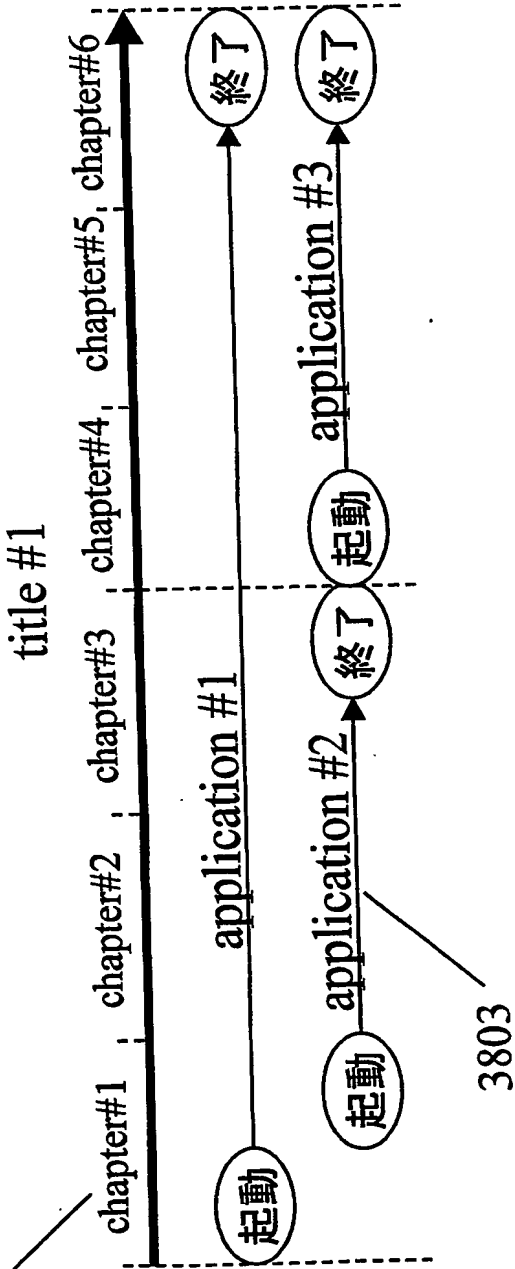 title #1
chapter#1 chapter#2 chapter#3 chapter#4 chapter#5 chapter#6
起動 application #1 終了
起動 application #2 終了 起動 application #3 終了
3803